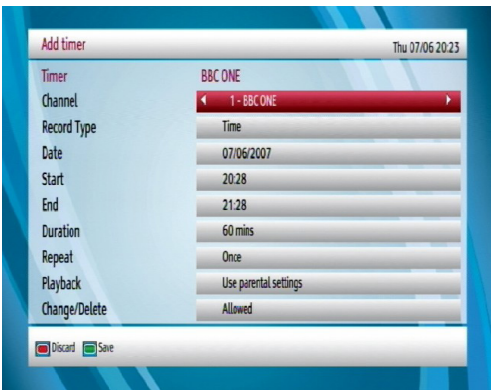 Add timer Thu 07/06 20:23
Timer BBC ONE
Channel 1 - BBC ONE
Record Type Time
Date 07/06/2007
Start 20:28
End 21:28
Duration 60 mins
Repeat Once
Playback Use parental settings
Change/Delete Allowed
Discard Save